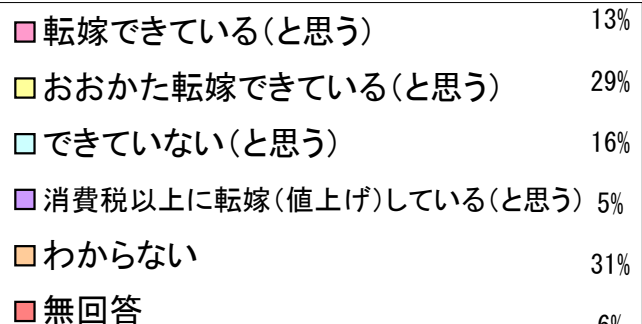 転嫁できている(と思う) 13%
おおかた転嫁できている(と思う) 29%
できていない(と思う) 16%
消費税以上に転嫁(値上げ)している(と思う) 5%
わからない 31%
無回答 6%